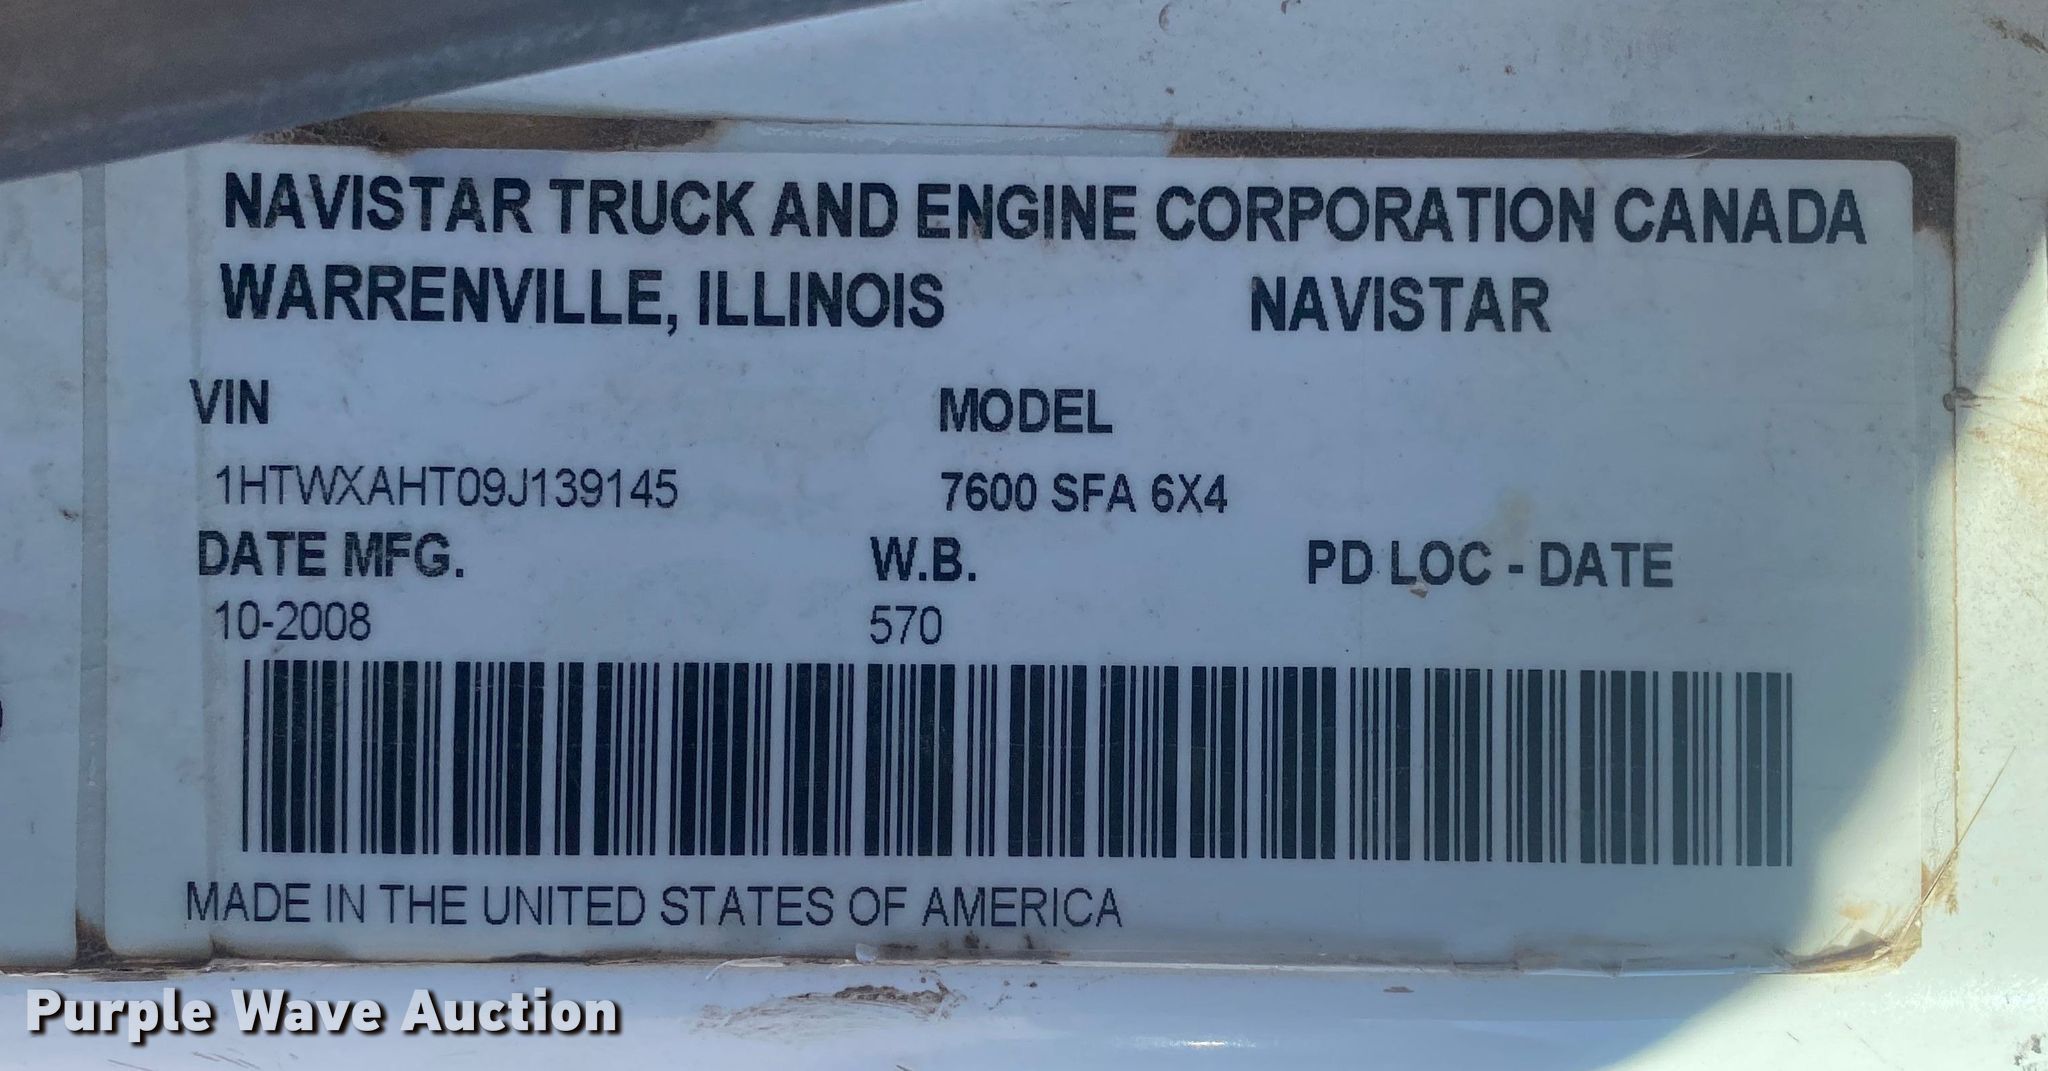 NAVISTAR TRUCK AND ENGINE CORPORATION CANADA
WARRENVILLE, ILLINOIS NAVISTAR
VIN MODEL
1HTWXAHT09J139145 7600 SFA 6X4
DATE MFG. W.B. PD LOC - DATE
10-2008 570
MADE IN THE UNITED STATES OF AMERICA
Purple Wave Auction